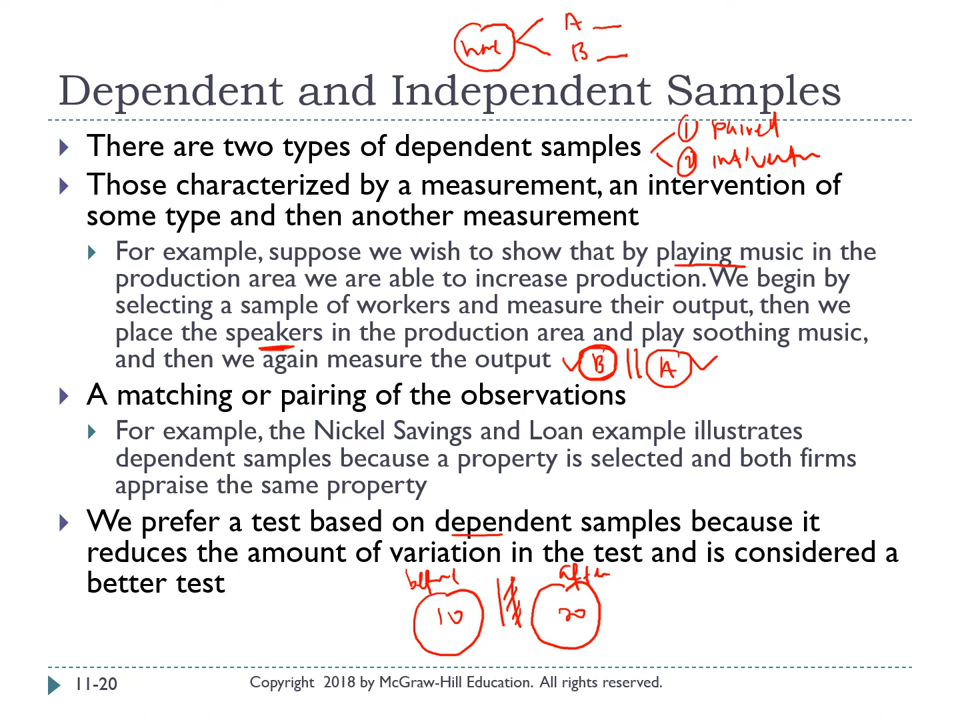 home
A
B
Dependent and Independent Samples
There are two types of dependent samples
① paired
②
Those characterized by a measurement, an intervention of
some type and then another measurement
For example, suppose we wish to show that by playing music in the
production area we are able to increase production. We begin by
selecting a sample of workers and measure their output, then we
place the speakers in the production area and play soothing music,
and then we again measure the output
B || A
A matching or pairing of the observations
For example, the Nickel Savings and Loan example illustrates
dependent samples because a property is selected and both firms
appraise the same property
We prefer a test based on dependent samples because it
reduces the amount of variation in the test and is considered a
better test
before after
10 20
11-20 Copyright 2018 by McGraw-Hill Education. All rights reserved.